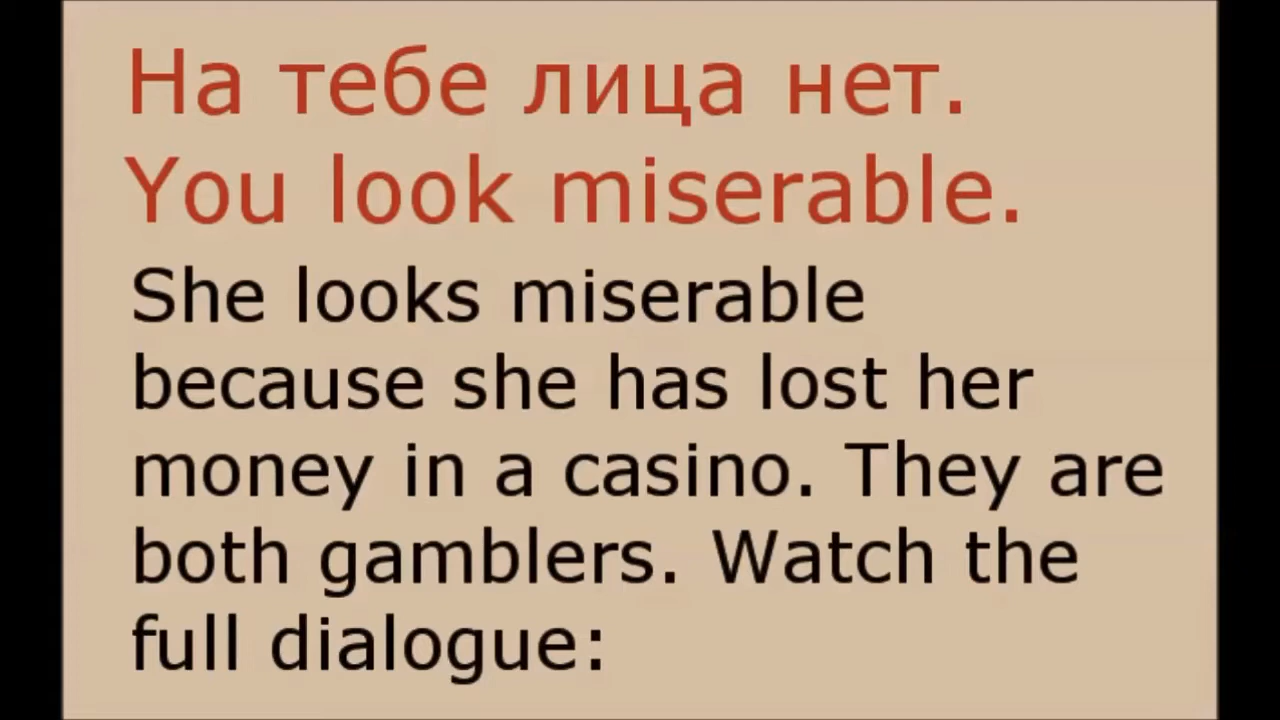 На тебе лица нет.
You look miserable.
She looks miserable
because she has lost her
money in a casino. They are
both gamblers. Watch the
full dialogue: